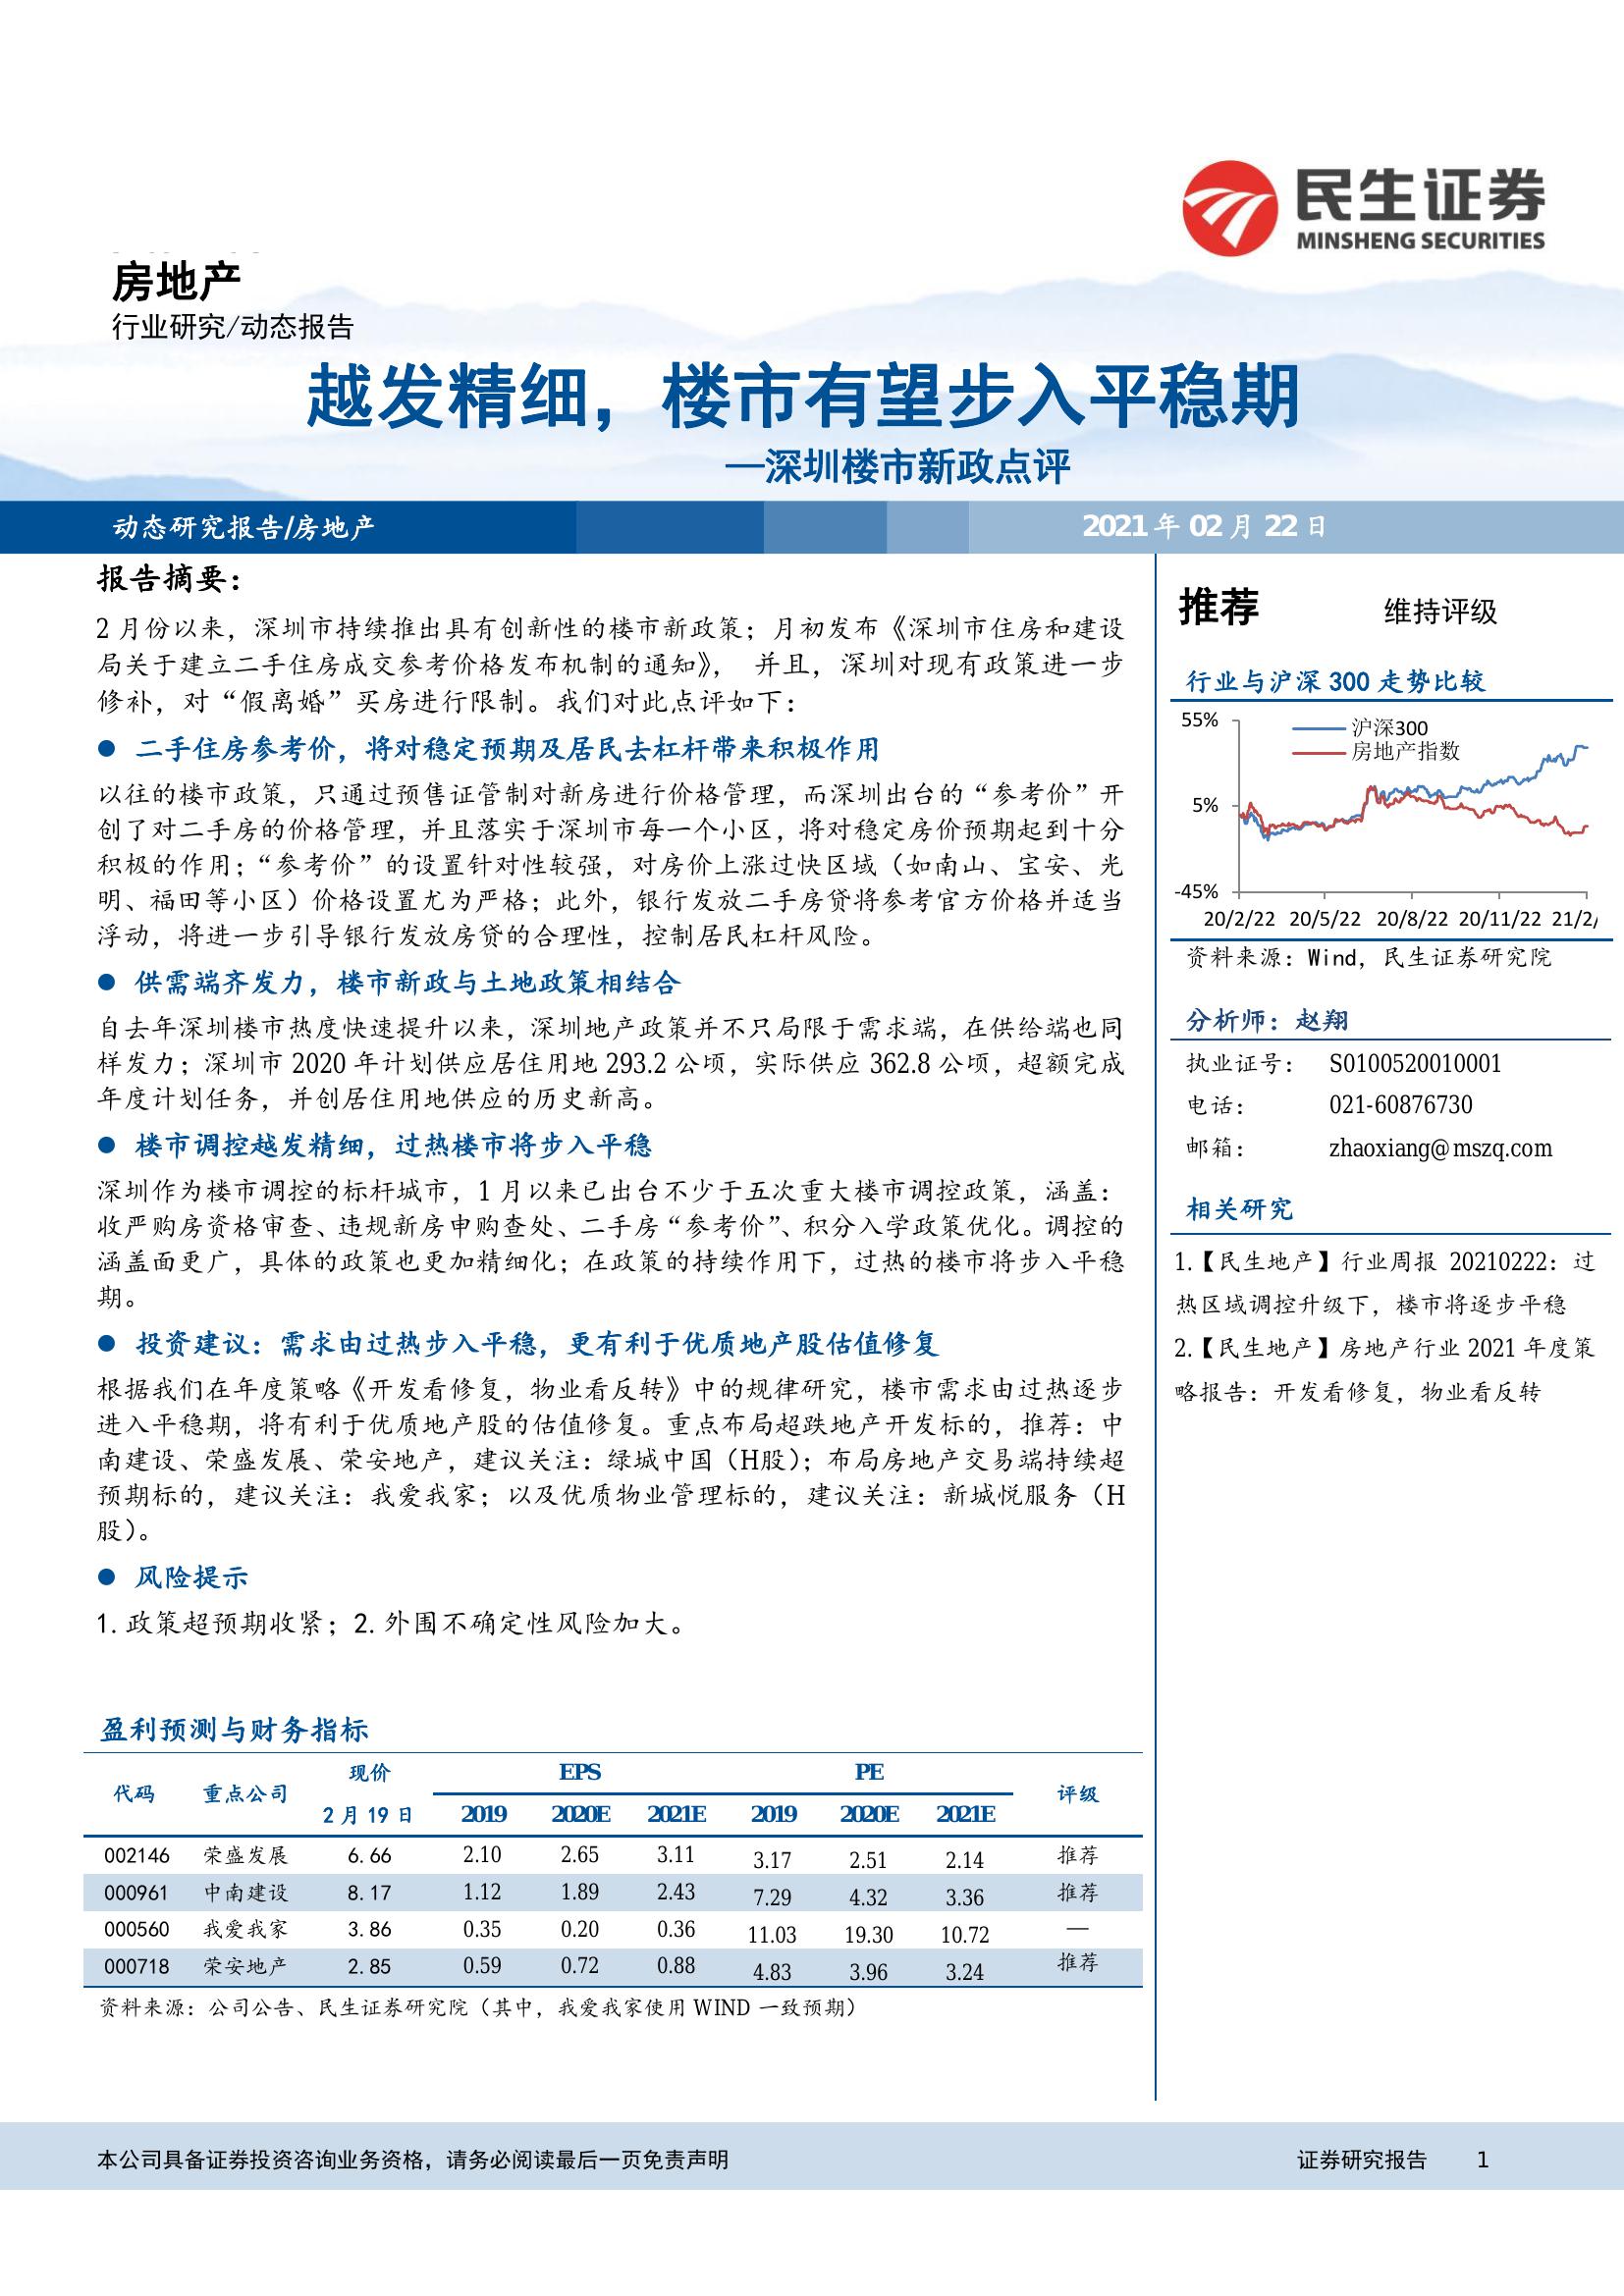 民生证券
MINSHENG SECURITIES
房地产
行业研究/动态报告
越发精细，楼市有望步入平稳期
—深圳楼市新政点评
动态研究报告/房地产
2021 年 02 月 22 日
报告摘要：
2 月份以来，深圳市持续推出具有创新性的楼市新政策；月初发布《深圳市住房和建设
局关于建立二手住房成交参考价格发布机制的通知》， 并且，深圳对现有政策进一步
修补，对“假离婚”买房进行限制。我们对此点评如下：
● 二手住房参考价，将对稳定预期及居民去杠杆带来积极作用
以往的楼市政策，只通过预售证管制对新房进行价格管理，而深圳出台的“参考价”开
创了对二手房的价格管理，并且落实于深圳市每一个小区，将对稳定房价预期起到十分
积极的作用；“参考价”的设置针对性较强，对房价上涨过快区域（如南山、宝安、光
明、福田等小区）价格设置尤为严格；此外，银行发放二手房贷将参考官方价格并适当
浮动，将进一步引导银行发放房贷的合理性，控制居民杠杆风险。
● 供需端齐发力，楼市新政与土地政策相结合
自去年深圳楼市热度快速提升以来，深圳地产政策并不只局限于需求端，在供给端也同
样发力；深圳市 2020 年计划供应居住用地 293.2 公顷，实际供应 362.8 公顷，超额完成
年度计划任务，并创居住用地供应的历史新高。
● 楼市调控越发精细，过热楼市将步入平稳
深圳作为楼市调控的标杆城市，1 月以来已出台不少于五次重大楼市调控政策，涵盖：
收严购房资格审查、违规新房申购查处、二手房“参考价”、积分入学政策优化。调控的
涵盖面更广，具体的政策也更加精细化；在政策的持续作用下，过热的楼市将步入平稳
期。
● 投资建议：需求由过热步入平稳，更有利于优质地产股估值修复
根据我们在年度策略《开发看修复，物业看反转》中的规律研究，楼市需求由过热逐步
进入平稳期，将有利于优质地产股的估值修复。重点布局超跌地产开发标的，推荐：中
南建设、荣盛发展、荣安地产，建议关注：绿城中国（H股）；布局房地产交易端持续超
预期标的，建议关注：我爱我家；以及优质物业管理标的，建议关注：新城悦服务（H
股）。
● 风险提示
1. 政策超预期收紧；2. 外围不确定性风险加大。
盈利预测与财务指标
代码 重点公司 现价 EPS PE 评级
2 月 19 日 2019 2020E 2021E 2019 2020E 2021E
002146 荣盛发展 6.66 2.10 2.65 3.11 3.17 2.51 2.14 推荐
000961 中南建设 8.17 1.12 1.89 2.43 7.29 4.32 3.36 推荐
000560 我爱我家 3.86 0.35 0.20 0.36 11.03 19.30 10.72 —
000718 荣安地产 2.85 0.59 0.72 0.88 4.83 3.96 3.24 推荐
资料来源：公司公告、民生证券研究院（其中，我爱我家使用 WIND 一致预期）
推荐 维持评级
行业与沪深 300 走势比较
55%
沪深300
房地产指数
5%
-45%
20/2/22 20/5/22 20/8/22 20/11/22 21/2/
资料来源：Wind，民生证券研究院
分析师：赵翔
执业证号： S0100520010001
电话： 021-60876730
邮箱： zhaoxiang@mszq.com
相关研究
1.【民生地产】行业周报 20210222：过
热区域调控升级下，楼市将逐步平稳
2.【民生地产】房地产行业 2021 年度策
略报告：开发看修复，物业看反转
本公司具备证券投资咨询业务资格，请务必阅读最后一页免责声明
证券研究报告 1